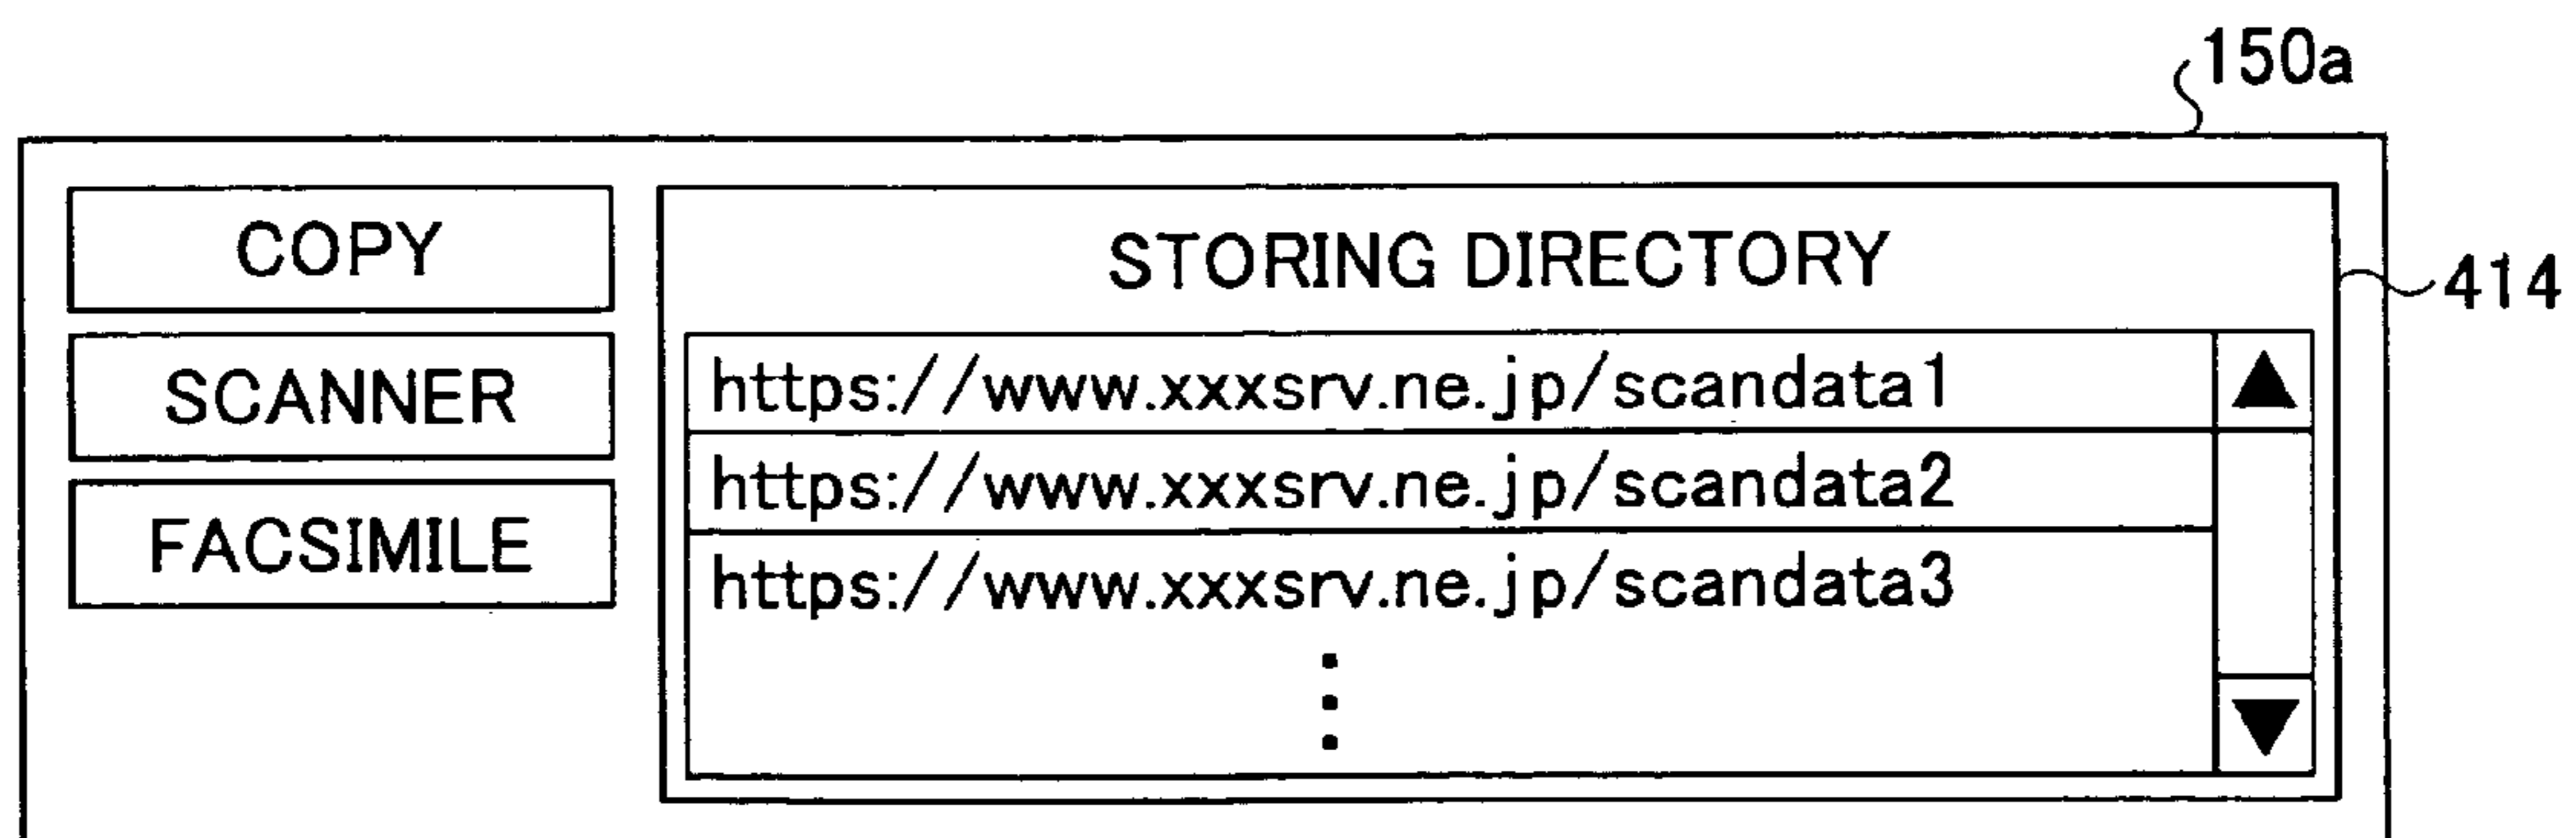 150a
COPY
SCANNER
FACSIMILE
STORING DIRECTORY
414
https://www.xxxsrv.ne.jp/scandata1
https://www.xxxsrv.ne.jp/scandata2
https://www.xxxsrv.ne.jp/scandata3